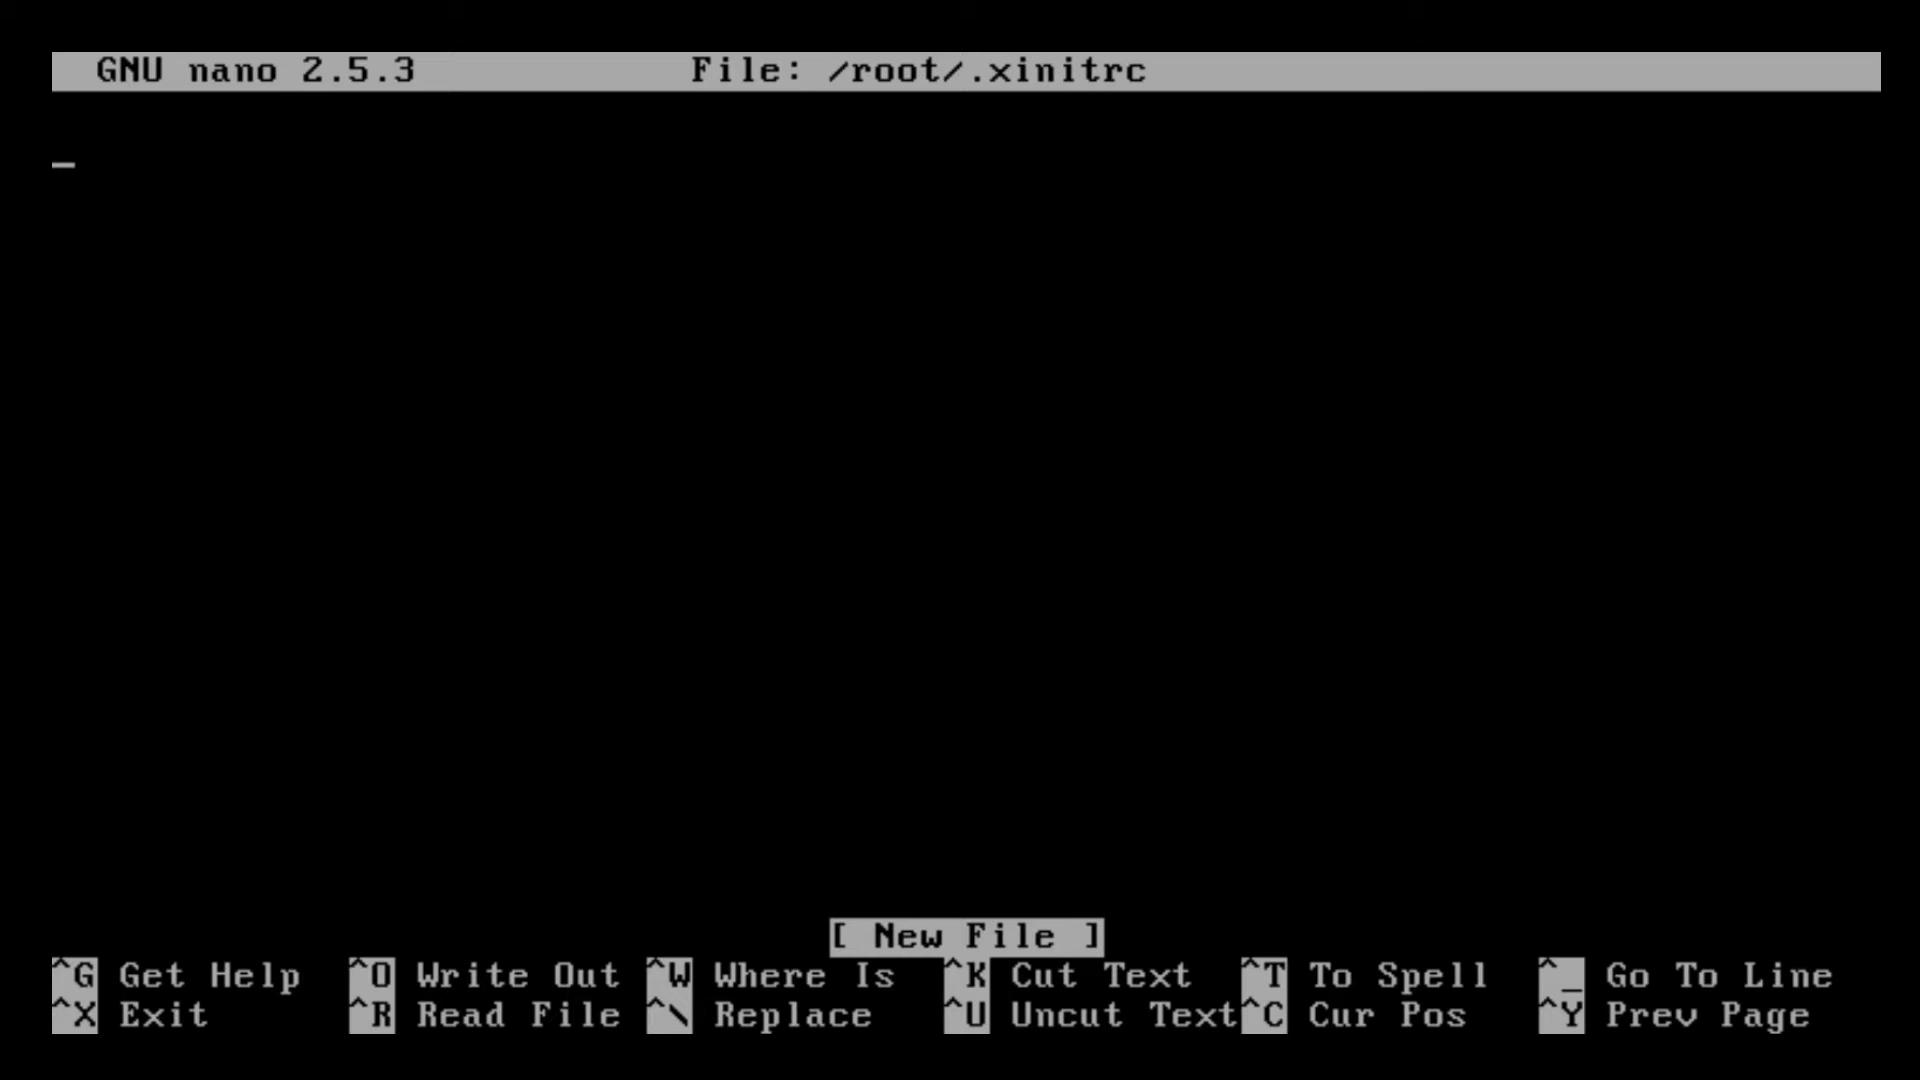 GNU nano 2.5.3 File: /root/.xinitrc
[ New File ]
^G Get Help ^O Write Out ^W Where Is ^K Cut Text ^T To Spell ^_ Go To Line
^X Exit ^R Read File ^\ Replace ^U Uncut Text ^C Cur Pos ^Y Prev Page